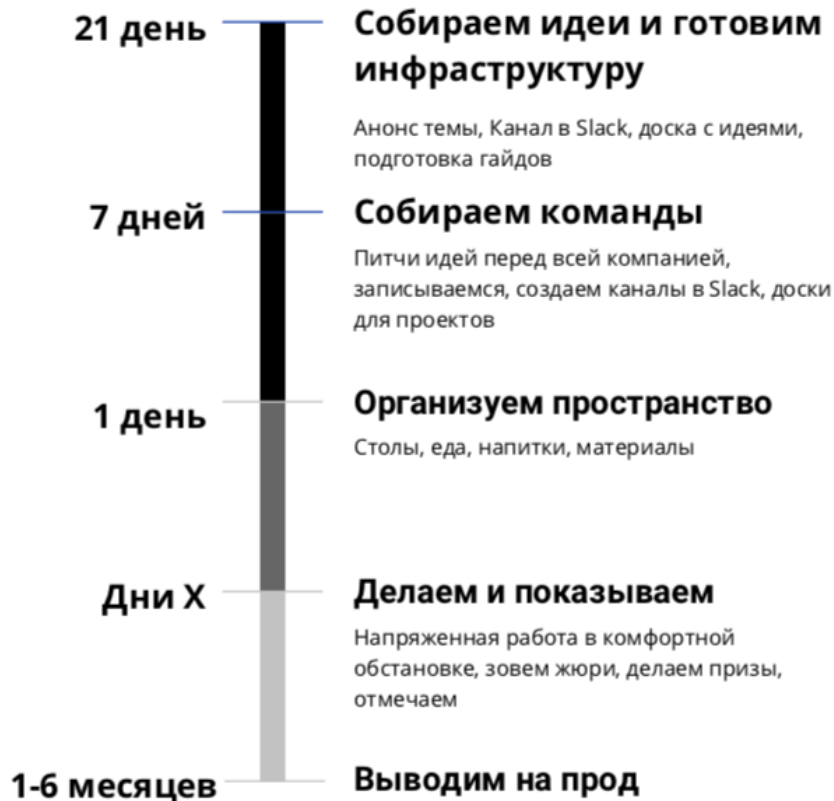 21 день
Собираем идеи и готовим
инфраструктуру
Анонс темы, Канал в Slack, доска с идеями,
подготовка гайдов
7 дней
Собираем команды
Питчи идей перед всей компанией,
записываемся, создаем каналы в Slack, доски
для проектов
1 день
Организуем пространство
Столы, еда, напитки, материалы
Дни X
Делаем и показываем
Напряженная работа в комфортной
обстановке, зовем жюри, делаем призы,
отмечаем
1-6 месяцев
Выводим на прод